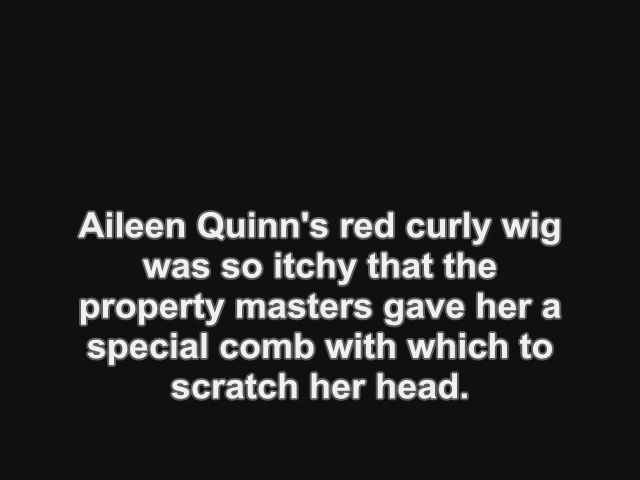 Aileen Quinn's red curly wig
was so itchy that the
property masters gave her a
special comb with which to
scratch her head.